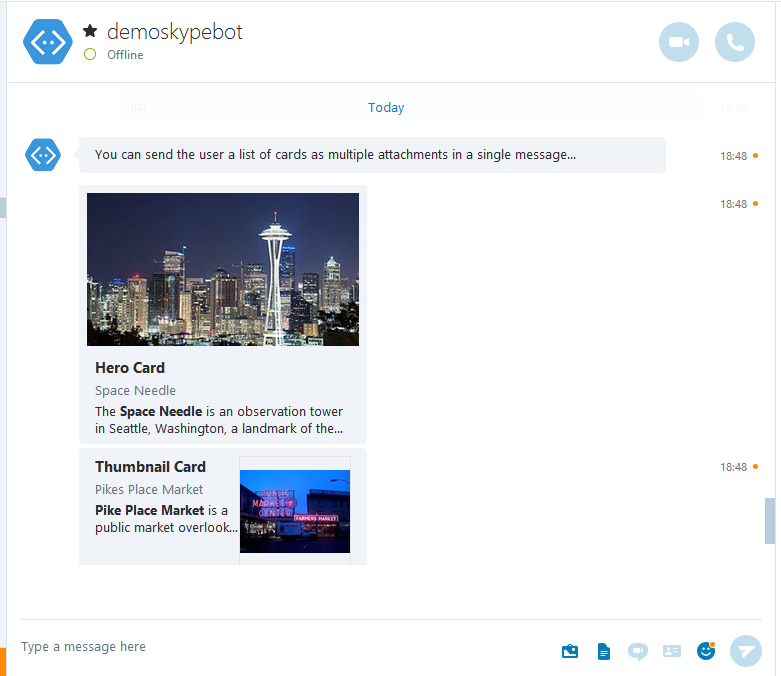 demoskypebot
Offline
list
Today
18:48
You can send the user a list of cards as multiple attachments in a single message...
18:48
18:48
Hero Card
Space Needle
The Space Needle is an observation tower
in Seattle, Washington, a landmark of the...
Thumbnail Card
18:48
Pikes Place Market
Pike Place Market is a
public market overlook...
PUBLIC
MARKET
CENTER
FARMERS MARKET
Type a message here